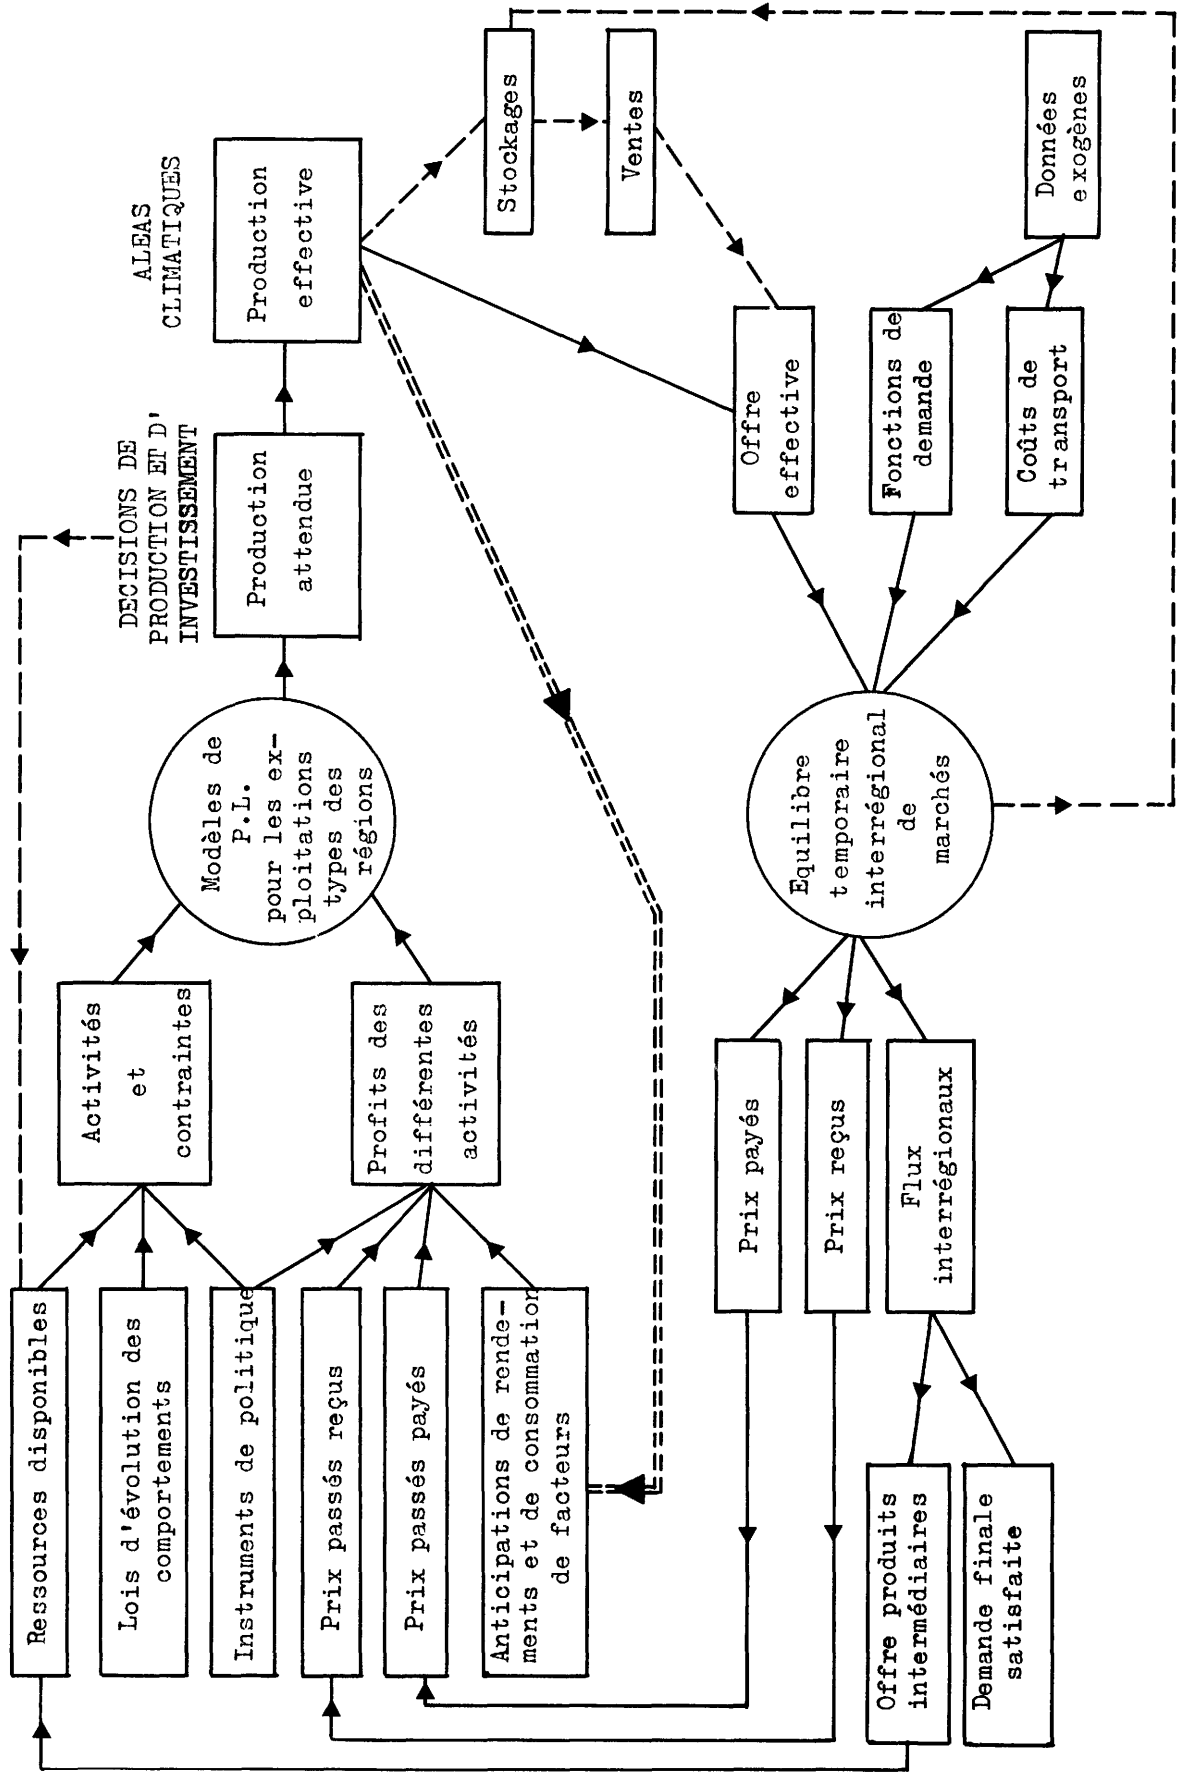 Ressources disponibles
Lois d'évolution des
comportements
Instruments de politique
Prix passés reçus
Prix passés payés
Anticipations de rende-
ments et de consommation
de facteurs
Activités
et
contraintes
Profits des
différentes
activités
Modèles de
P.L.
pour les ex-
ploitations
types des
régions
DECISIONS DE
PRODUCTION ET D'
INVESTISSEMENT
Production
attendue
ALEAS
CLIMATIQUES
Production
effective
Stockages
Ventes
Offre
effective
Fonctions de
demande
Coûts de
transport
Données
exogènes
Equilibre
temporaire
interrégional
de
marchés
Prix payés
Prix reçus
Flux
interrégionaux
Offre produits
intermédiaires
Demande finale
satisfaite